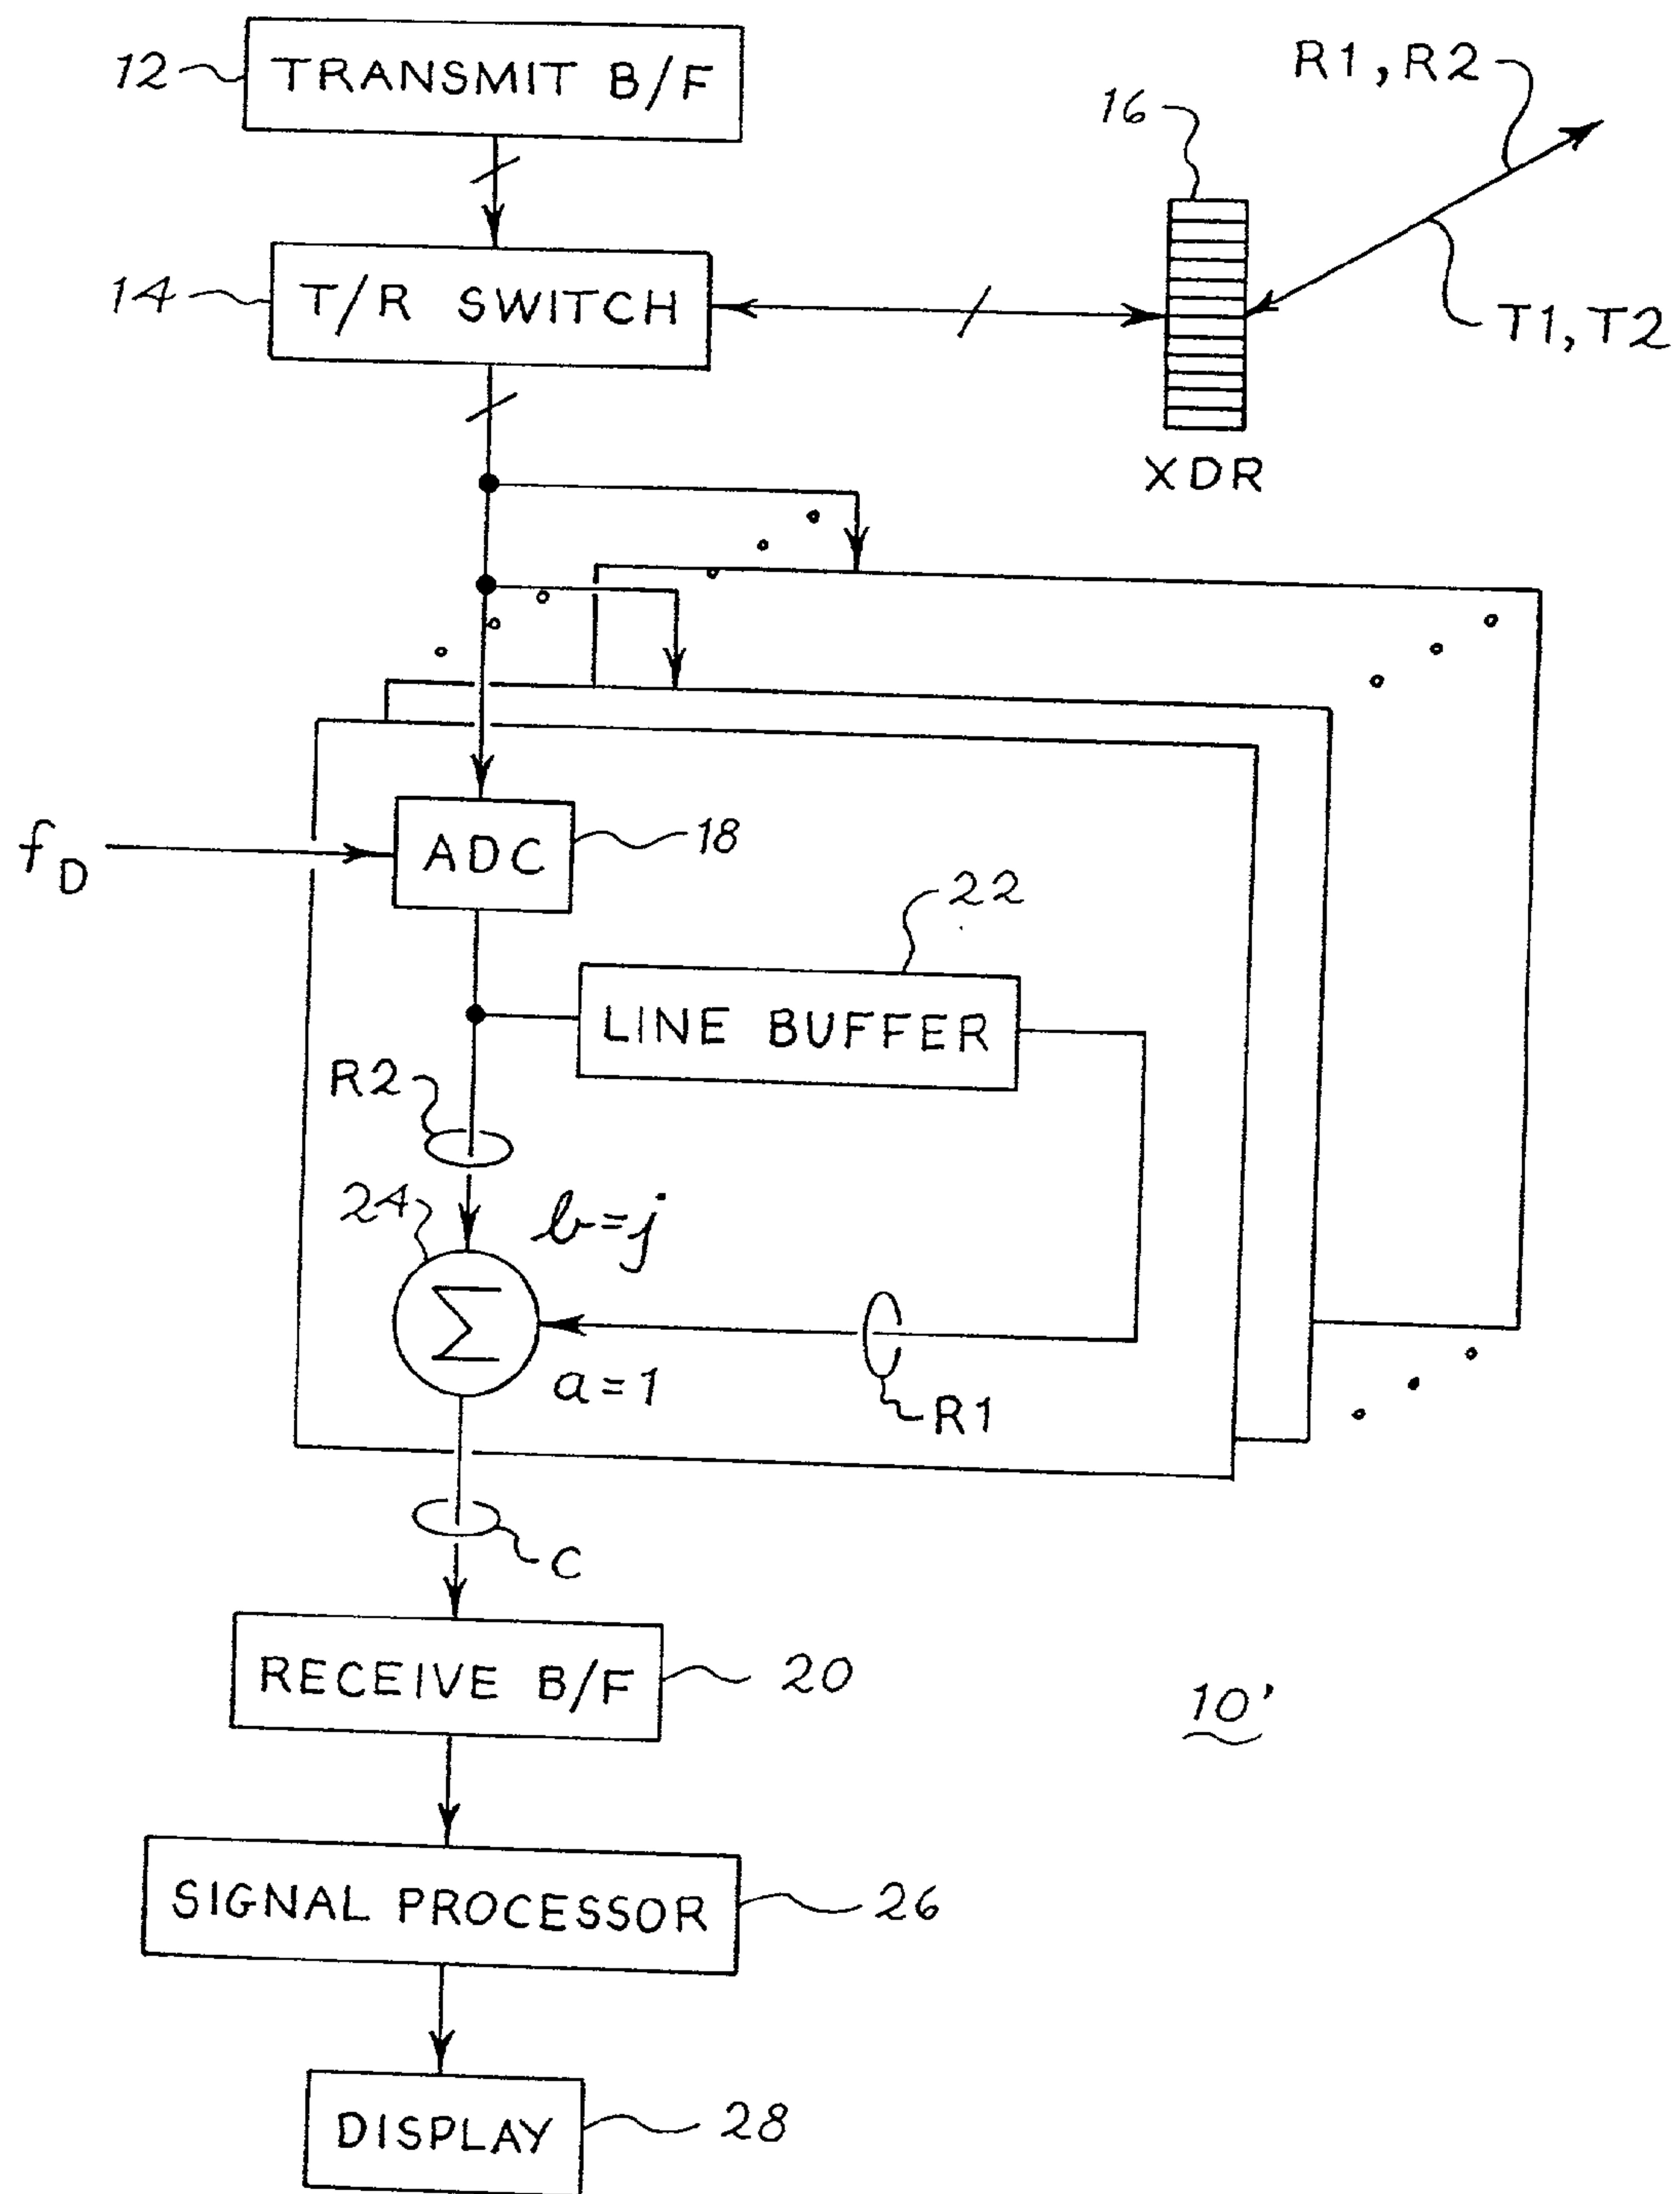 12 TRANSMIT B/F
R1, R2
16
14 T/R SWITCH
T1, T2
XDR
f_D
ADC 18
22
LINE BUFFER
R2
24
b=j
Σ
a=1
R1
C
RECEIVE B/F 20
10'
SIGNAL PROCESSOR 26
DISPLAY 28